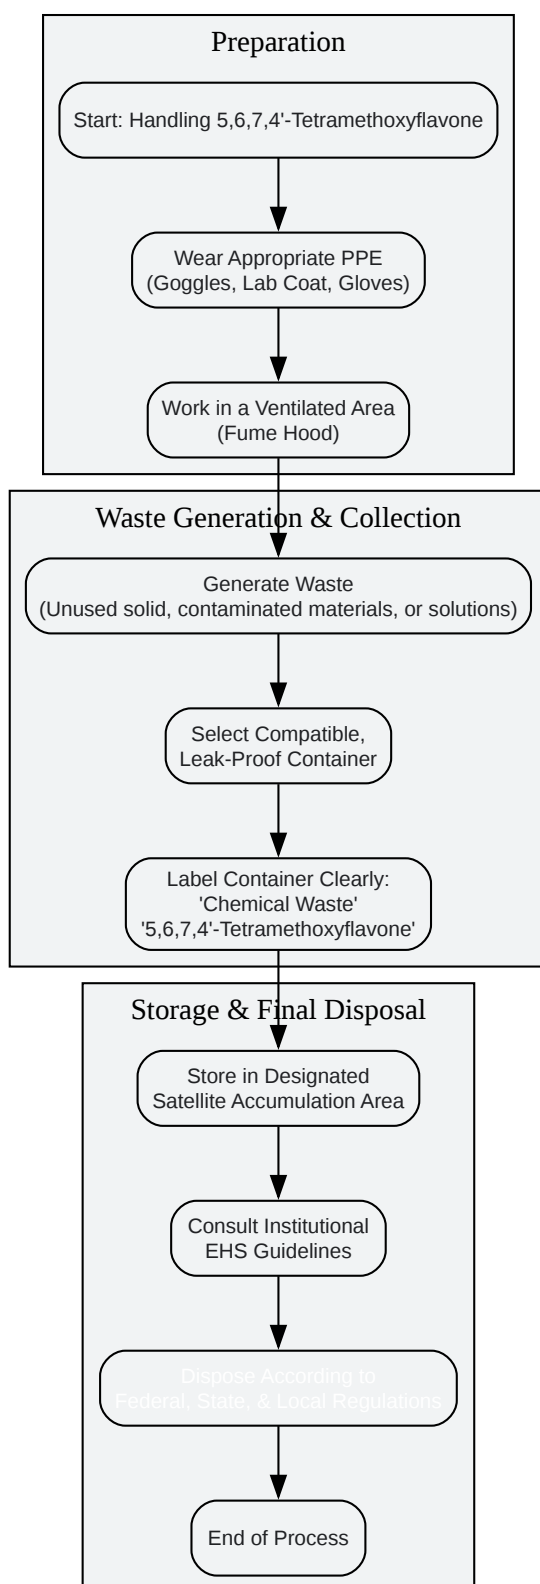 Preparation
Start: Handling 5,6,7,4'-Tetramethoxyflavone
Wear Appropriate PPE
(Goggles, Lab Coat, Gloves)
Work in a Ventilated Area
(Fume Hood)
Waste Generation & Collection
Generate Waste
(Unused solid, contaminated materials, or solutions)
Select Compatible,
Leak-Proof Container
Label Container Clearly:
'Chemical Waste'
'5,6,7,4'-Tetramethoxyflavone'
Storage & Final Disposal
Store in Designated
Satellite Accumulation Area
Consult Institutional
EHS Guidelines
Dispose According to
Federal, State, & Local Regulations
End of Process